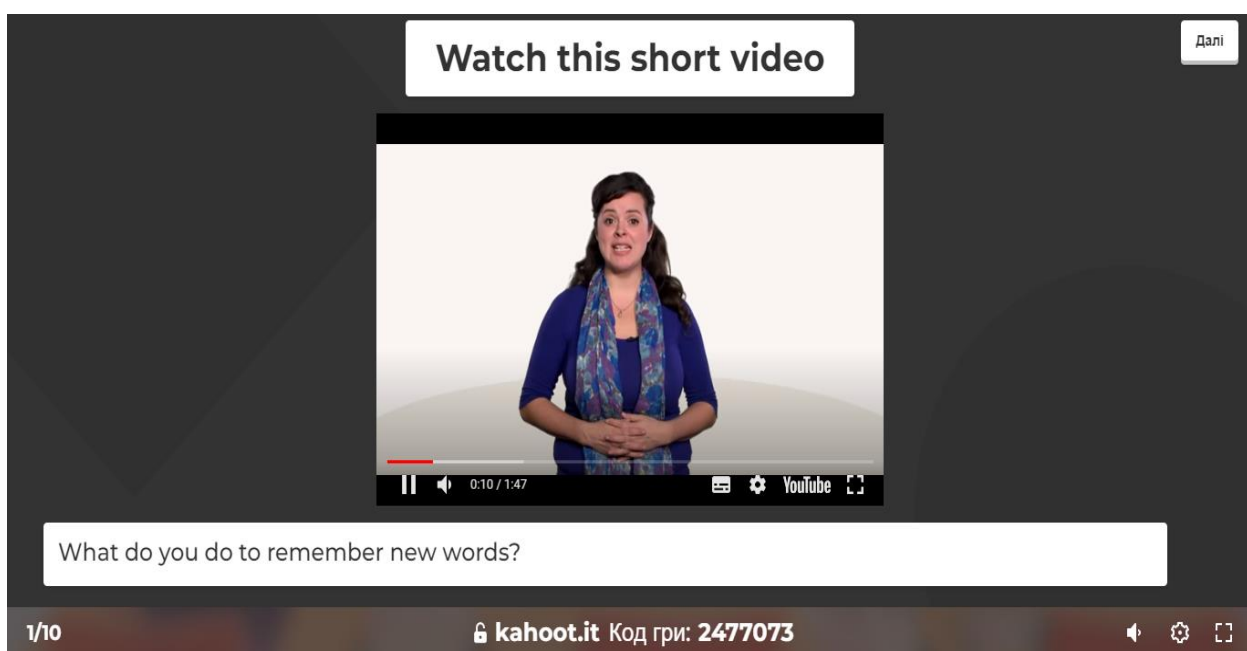 Watch this short video
Далі
0:10 / 1:47
YouTube
What do you do to remember new words?
1/10
kahoot.it Код гри: 2477073